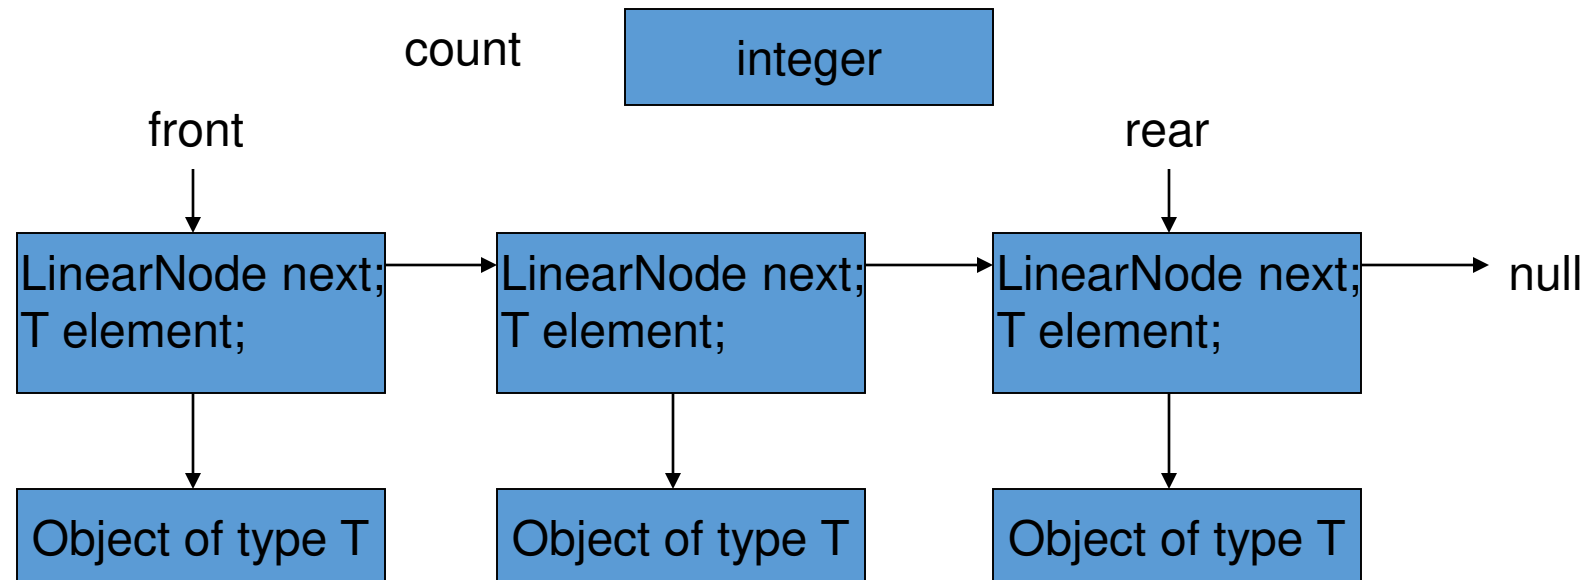 count
integer
front
rear
LinearNode next;
T element;
LinearNode next;
T element;
LinearNode next;
T element;
null
Object of type T
Object of type T
Object of type T